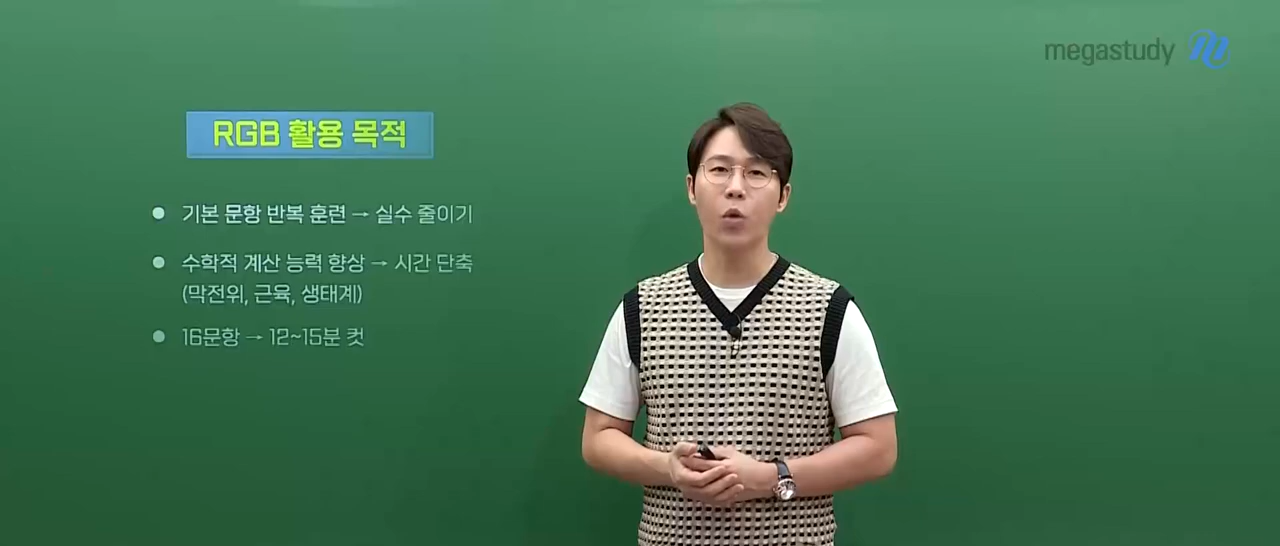 megastudy
RGB 활용 목적
기본 문항 반복 훈련 → 실수 줄이기
수학적 계산 능력 향상 → 시간 단축
(막전위, 근육, 생태계)
16문항 → 12~15분 컷